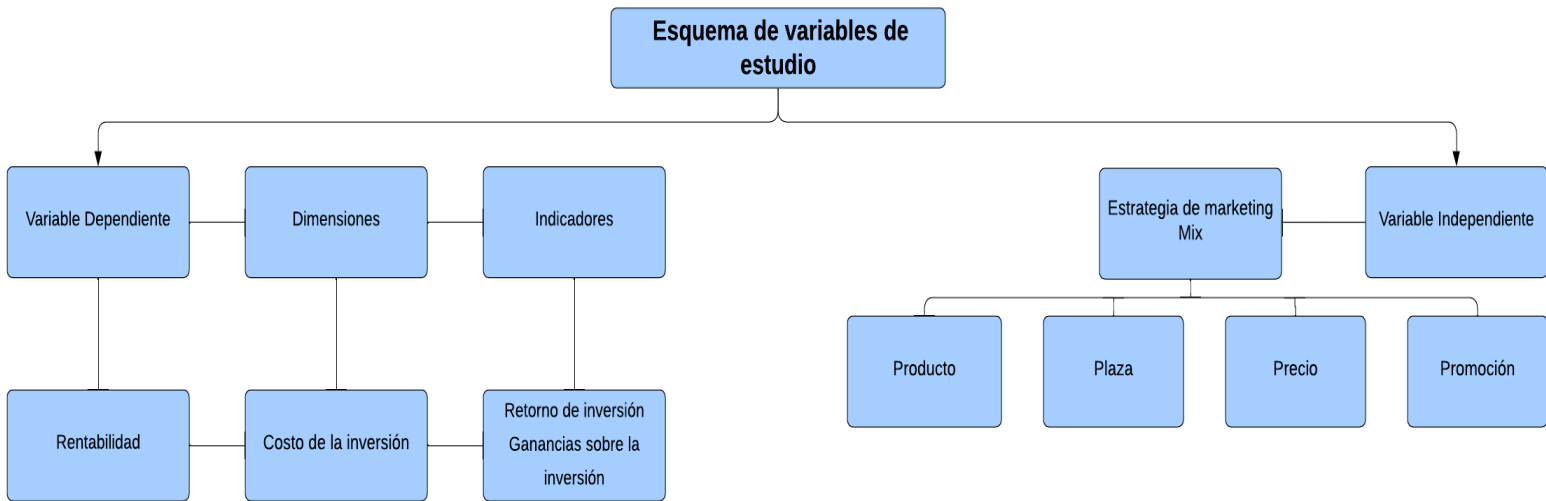 Esquema de variables de
estudio
Variable Dependiente
Dimensiones
Indicadores
Estrategia de marketing
Mix
Variable Independiente
Producto
Plaza
Precio
Promoción
Rentabilidad
Costo de la inversión
Retorno de inversión
Ganancias sobre la
inversión